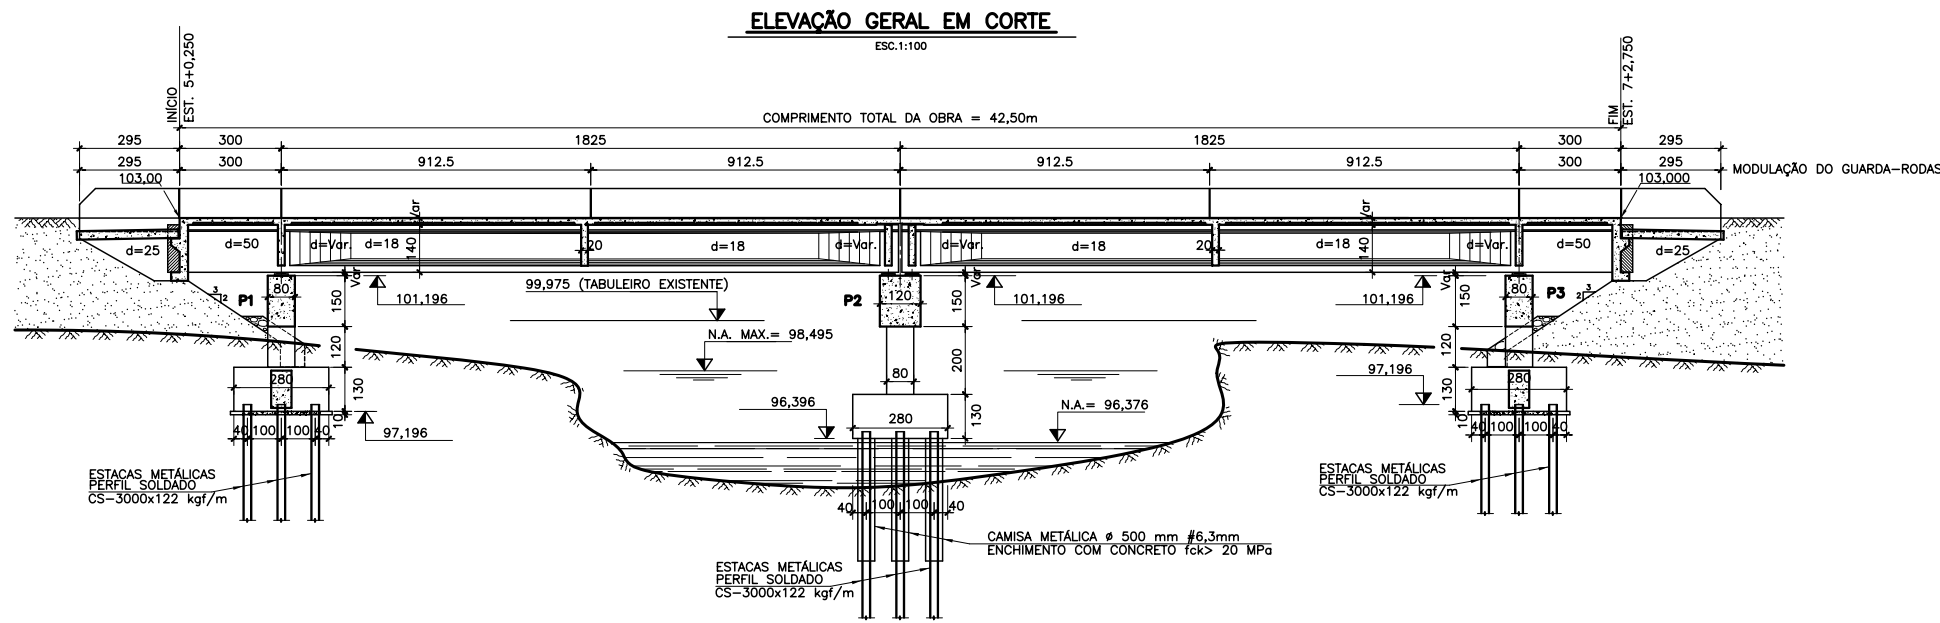 ELEVAÇÃO GERAL EM CORTE
ESC.1:100
INÍCIO
EST. 5+0,250
FIM
EST. 7+2,750
COMPRIMENTO TOTAL DA OBRA = 42,50m
295 300 1825 1825 300 295
295 300 912.5 912.5 912.5 912.5 300 295
MODULAÇÃO DO GUARDA-RODAS
103,00 103,000
Var Var
d=25 d=50 d=Var. d=18 20 d=18 d=Var. d=Var. d=18 20 d=18 d=Var. d=50 d=25
140 140
Var Var Var
99,975 (TABULEIRO EXISTENTE)
P1 80 150 101,196 P2 120 150 101,196 101,196 150 80 P3
3
2
2
3
N.A. MAX.= 98,495
120 200 120
80
97,196
280 130 280 130
96,396 N.A.= 96,376
280 130
10 10
40 100 100 40 40 100 100 40
97,196
ESTACAS METÁLICAS
PERFIL SOLDADO
CS-3000x122 kgf/m
ESTACAS METÁLICAS
PERFIL SOLDADO
CS-3000x122 kgf/m
40 100 100 40
CAMISA METÁLICA ø 500 mm #6,3mm
ENCHIMENTO COM CONCRETO fck> 20 MPa
ESTACAS METÁLICAS
PERFIL SOLDADO
CS-3000x122 kgf/m